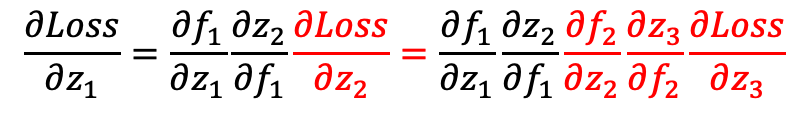 ∂Loss/∂z₁ = ∂f₁/∂z₁ ∂z₂/∂f₁ ∂Loss/∂z₂ = ∂f₁/∂z₁ ∂z₂/∂f₁ ∂f₂/∂z₂ ∂z₃/∂f₂ ∂Loss/∂z₃